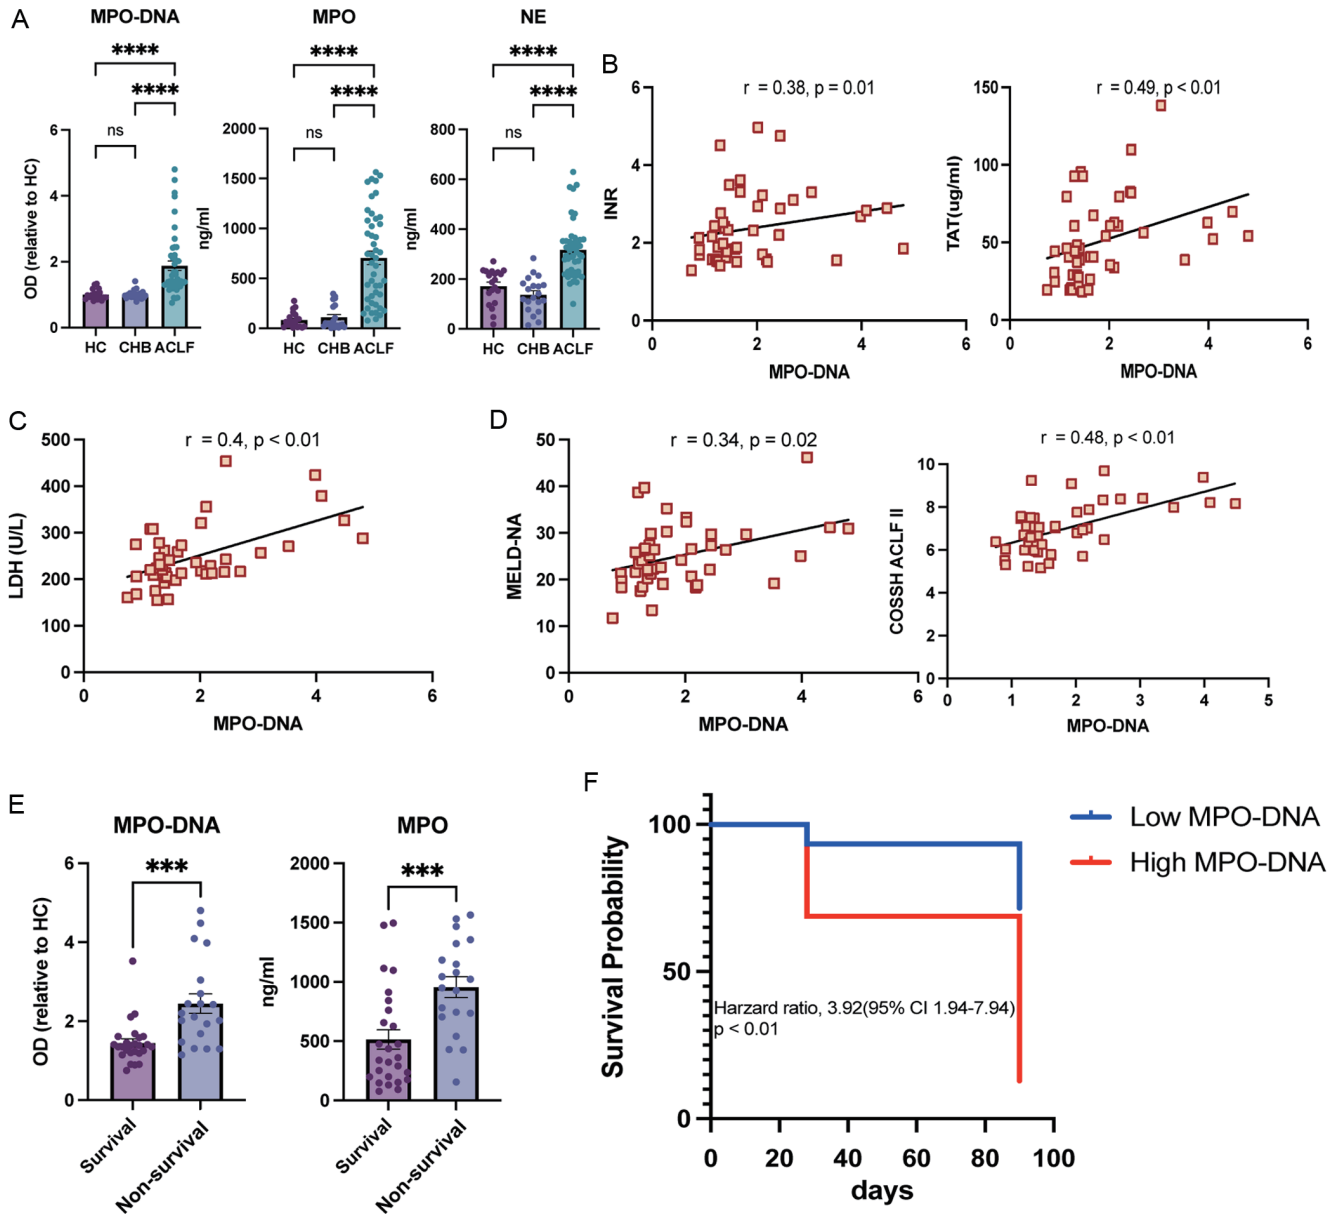 A
MPO-DNA
****
****
ns
OD (relative to HC)
6
4
2
0
HC CHB ACLF
MPO
****
****
ns
ng/ml
2000
1500
1000
500
0
HC CHB ACLF
NE
****
****
ns
ng/ml
800
600
400
200
0
HC CHB ACLF
B
r = 0.38, p = 0.01
INR
6
4
2
0
0 2 4 6
MPO-DNA
r = 0.49, p < 0.01
TAT(ug/ml)
150
100
50
0
0 2 4 6
MPO-DNA
C
r = 0.4, p < 0.01
LDH (U/L)
500
400
300
200
100
0
0 2 4 6
MPO-DNA
D
r = 0.34, p = 0.02
MELD-NA
50
40
30
20
10
0
0 2 4 6
MPO-DNA
r = 0.48, p < 0.01
COSSH ACLF II
10
8
6
4
2
0
0 1 2 3 4 5
MPO-DNA
E
MPO-DNA
***
OD (relative to HC)
6
4
2
0
Survival
Non-survival
MPO
***
ng/ml
2000
1500
1000
500
0
Survival
Non-survival
F
Survival Probability
100
50
0
Harzard ratio, 3.92(95% CI 1.94-7.94)
p < 0.01
0 20 40 60 80 100
days
Low MPO-DNA
High MPO-DNA